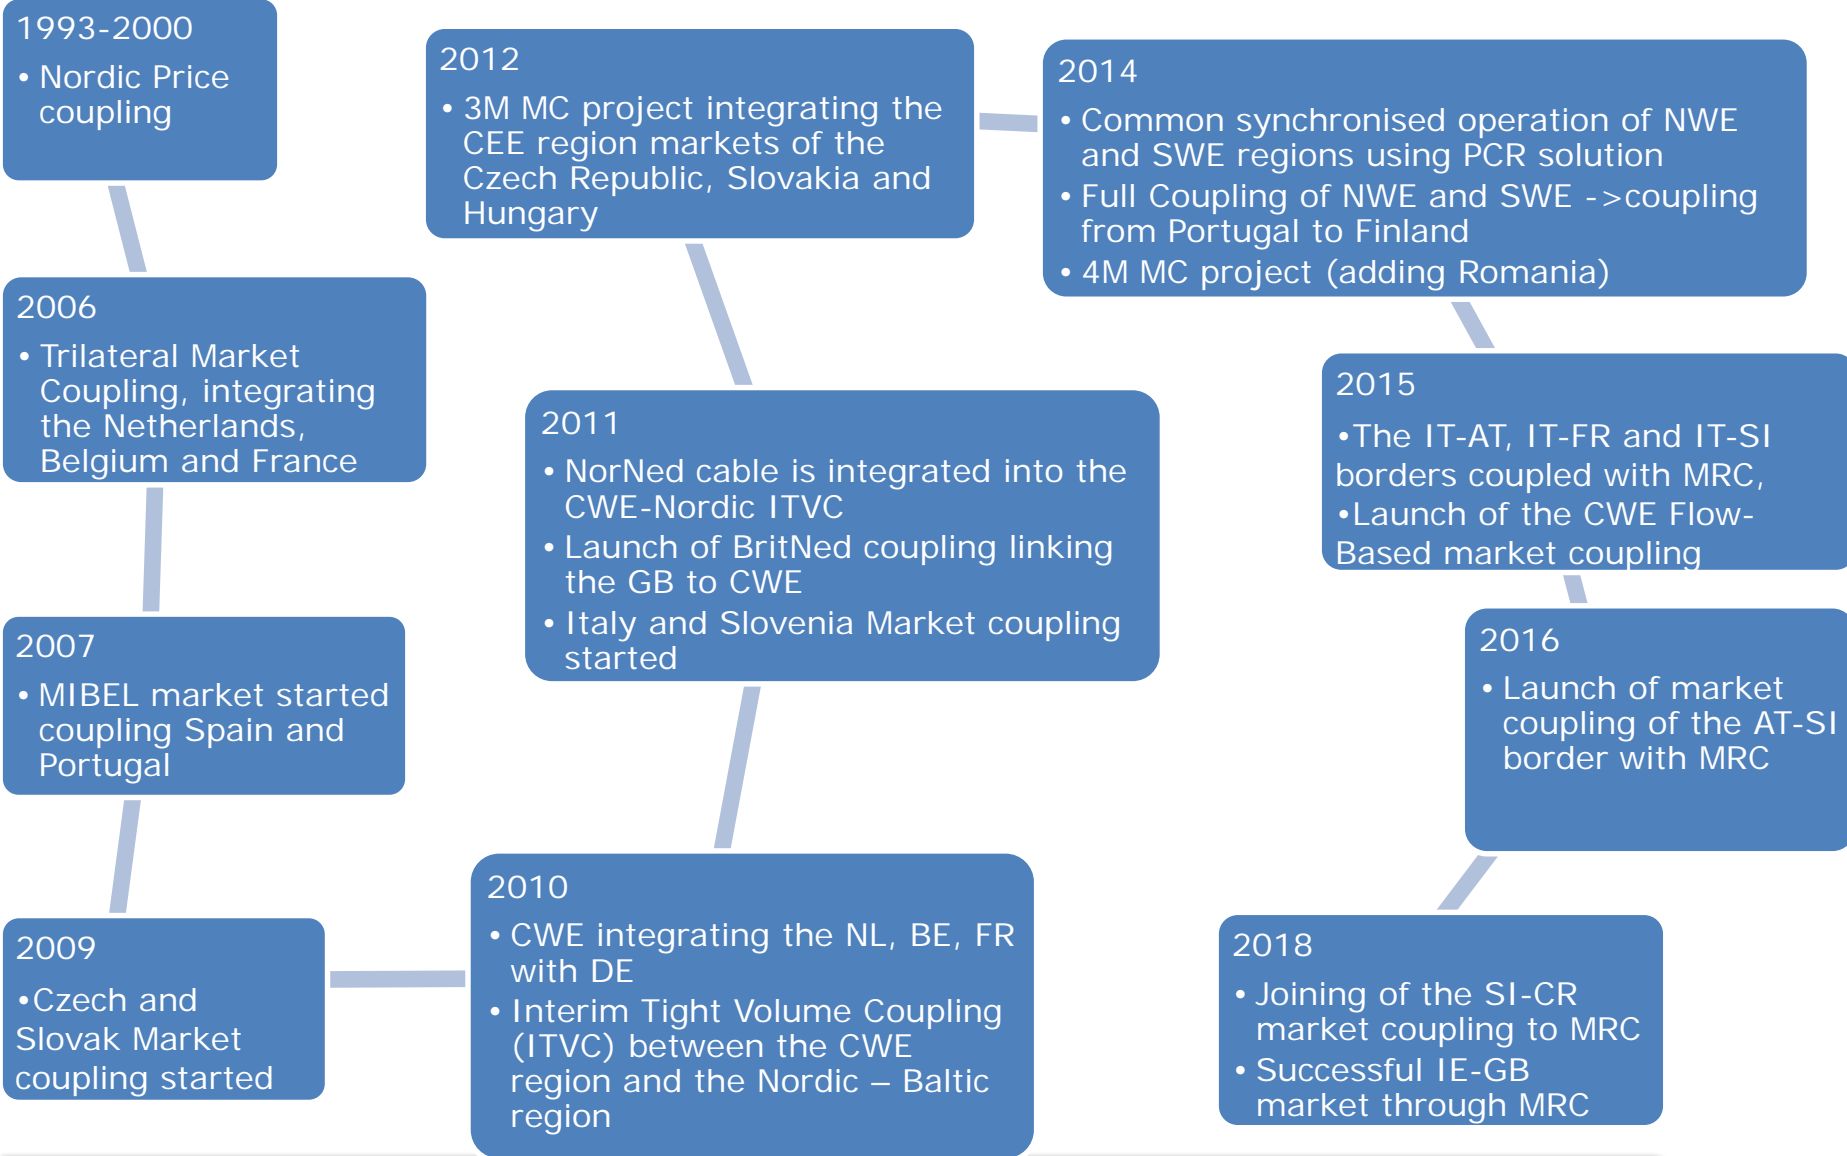 1993-2000
• Nordic Price
coupling
2006
• Trilateral Market
Coupling, integrating
the Netherlands,
Belgium and France
2007
• MIBEL market started
coupling Spain and
Portugal
2009
•Czech and
Slovak Market
coupling started
2010
• CWE integrating the NL, BE, FR
with DE
• Interim Tight Volume Coupling
(ITVC) between the CWE
region and the Nordic – Baltic
region
2011
• NorNed cable is integrated into the
CWE-Nordic ITVC
• Launch of BritNed coupling linking
the GB to CWE
• Italy and Slovenia Market coupling
started
2012
• 3M MC project integrating the
CEE region markets of the
Czech Republic, Slovakia and
Hungary
2014
• Common synchronised operation of NWE
and SWE regions using PCR solution
• Full Coupling of NWE and SWE ->coupling
from Portugal to Finland
• 4M MC project (adding Romania)
2015
•The IT-AT, IT-FR and IT-SI
borders coupled with MRC,
•Launch of the CWE Flow-
Based market coupling
2016
• Launch of market
coupling of the AT-SI
border with MRC
2018
• Joining of the SI-CR
market coupling to MRC
• Successful IE-GB
market through MRC